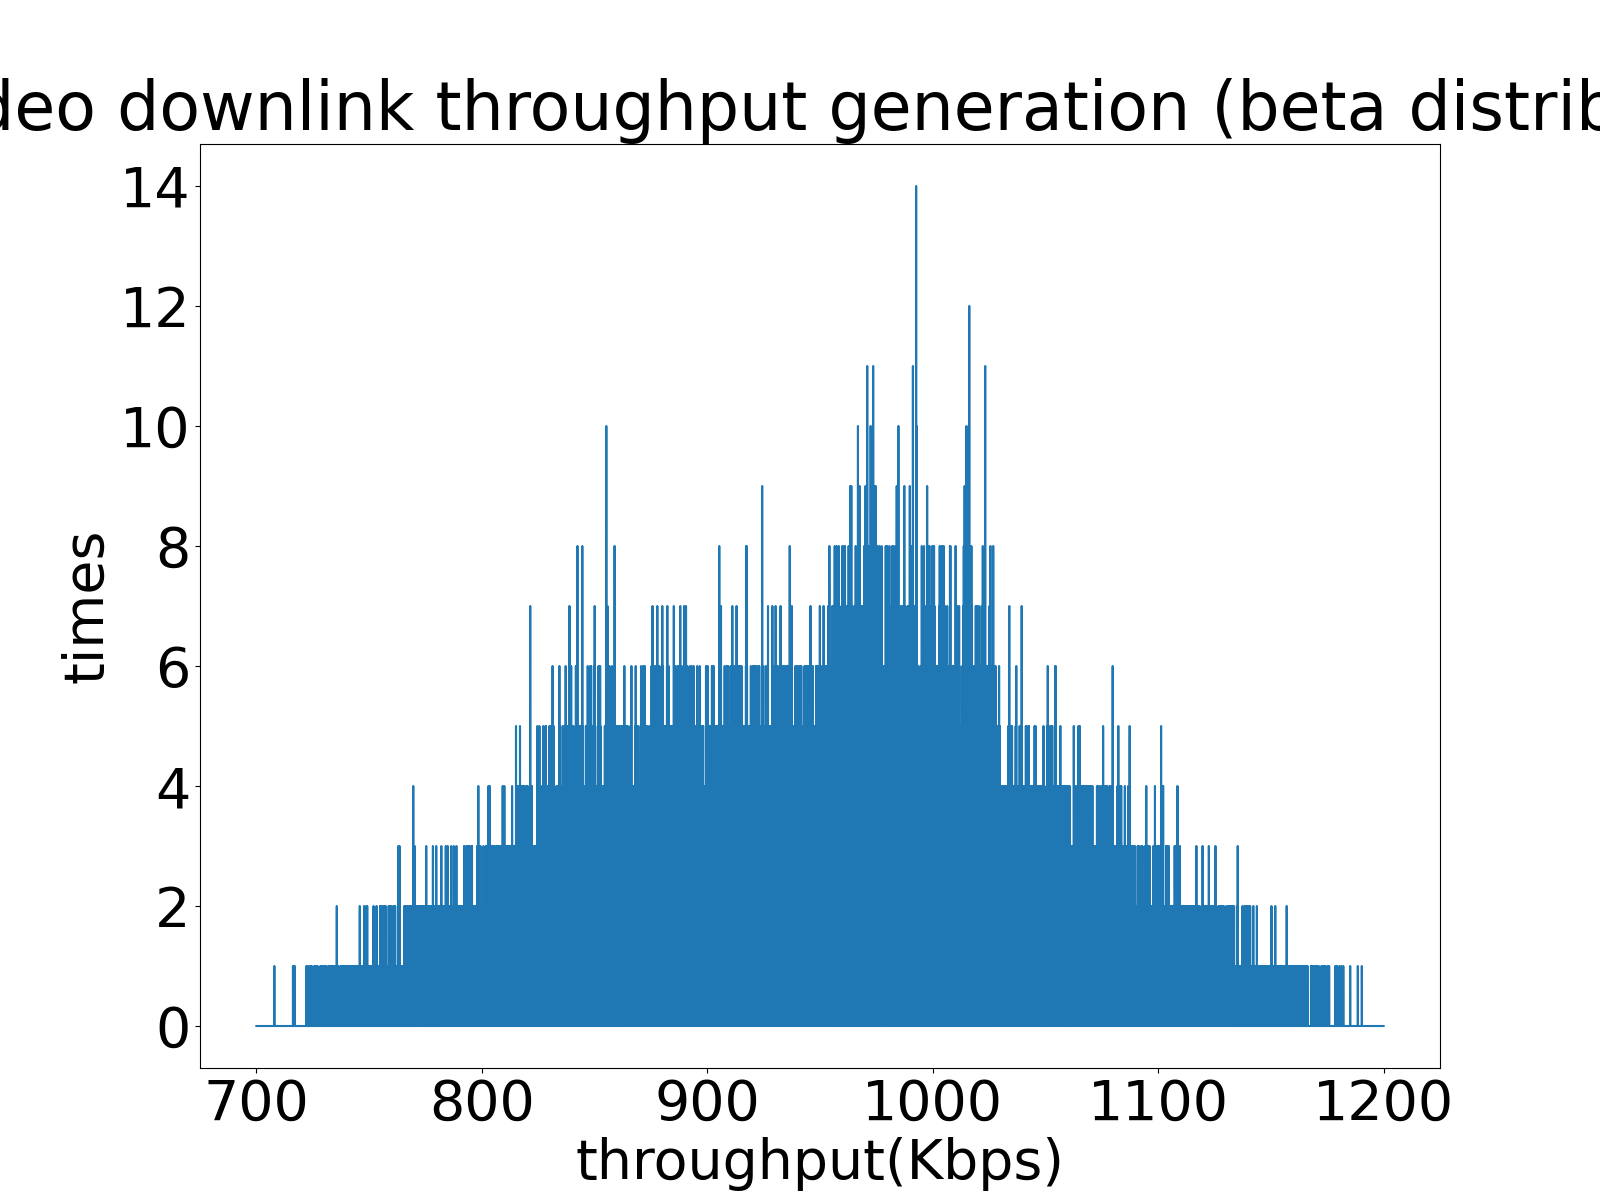 deo downlink throughput generation (beta distrib
14
12
10
8
6
4
2
0
times
700 800 900 1000 1100 1200
throughput(Kbps)